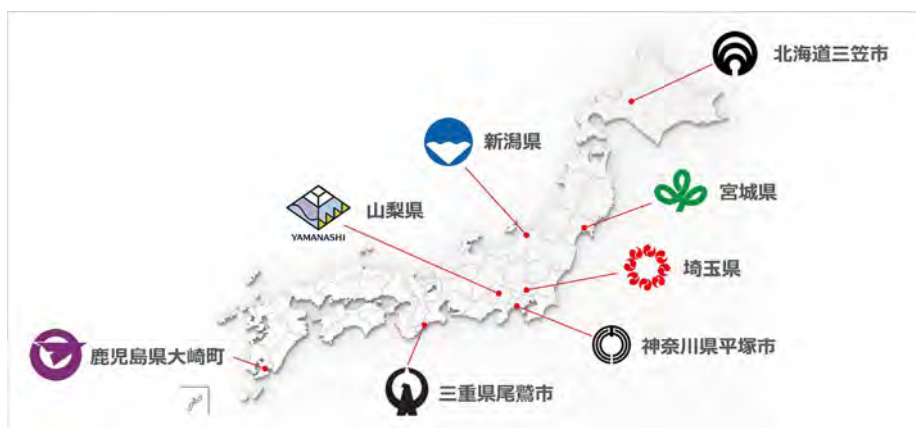 北海道三笠市
新潟県
宮城県
山梨県
YAMANASHI
埼玉県
神奈川県平塚市
鹿児島県大崎町
三重県尾鷲市